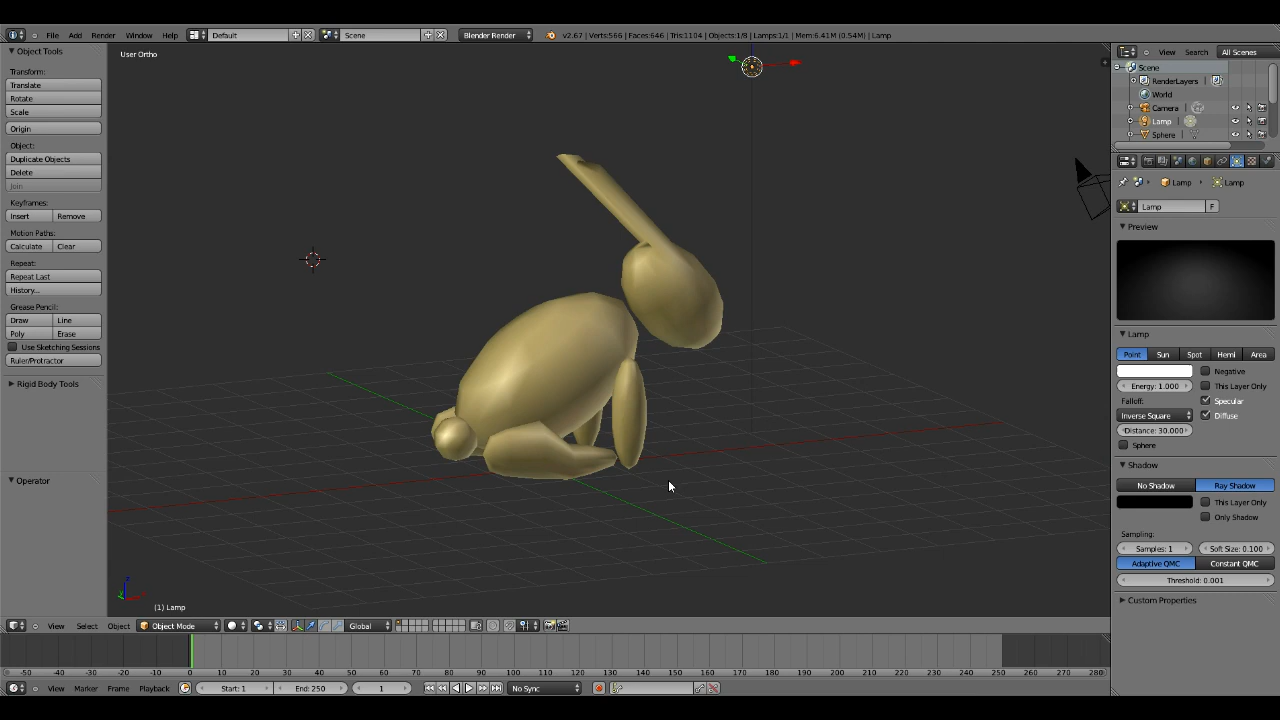 File Add Render Window Help Default Scene Blender Render v2.67 | Verts:566 | Faces:646 | Tris:1104 | Objects:1/8 | Lamps:1/1 | Mem:6.41M (0.54M) | Lamp
Object Tools
Transform:
Translate
Rotate
Scale
Origin
Object:
Duplicate Objects
Delete
Join
Keyframes:
Insert Remove
Motion Paths:
Calculate Clear
Repeat:
Repeat Last
History...
Grease Pencil:
Draw Line
Poly Erase
Use Sketching Sessions
Ruler/Protractor
Rigid Body Tools
Operator
User Ortho
z
y
(1) Lamp
View Select Object Object Mode Global
View Search All Scenes
Scene
RenderLayers
World
Camera
Lamp
Sphere
Lamp Lamp
Lamp F
Preview
Lamp
Point Sun Spot Hemi Area
Negative
Energy: 1.000 This Layer Only
Falloff: Specular
Inverse Square Diffuse
Distance: 30.000
Sphere
Shadow
No Shadow Ray Shadow
This Layer Only
Only Shadow
Sampling:
Samples: 1 Soft Size: 0.100
Adaptive QMC Constant QMC
Threshold: 0.001
Custom Properties
-50 -40 -30 -20 -10 0 10 20 30 40 50 60 70 80 90 100 110 120 130 140 150 160 170 180 190 200 210 220 230 240 250 260 270 280
View Marker Frame Playback Start: 1 End: 250 1 No Sync